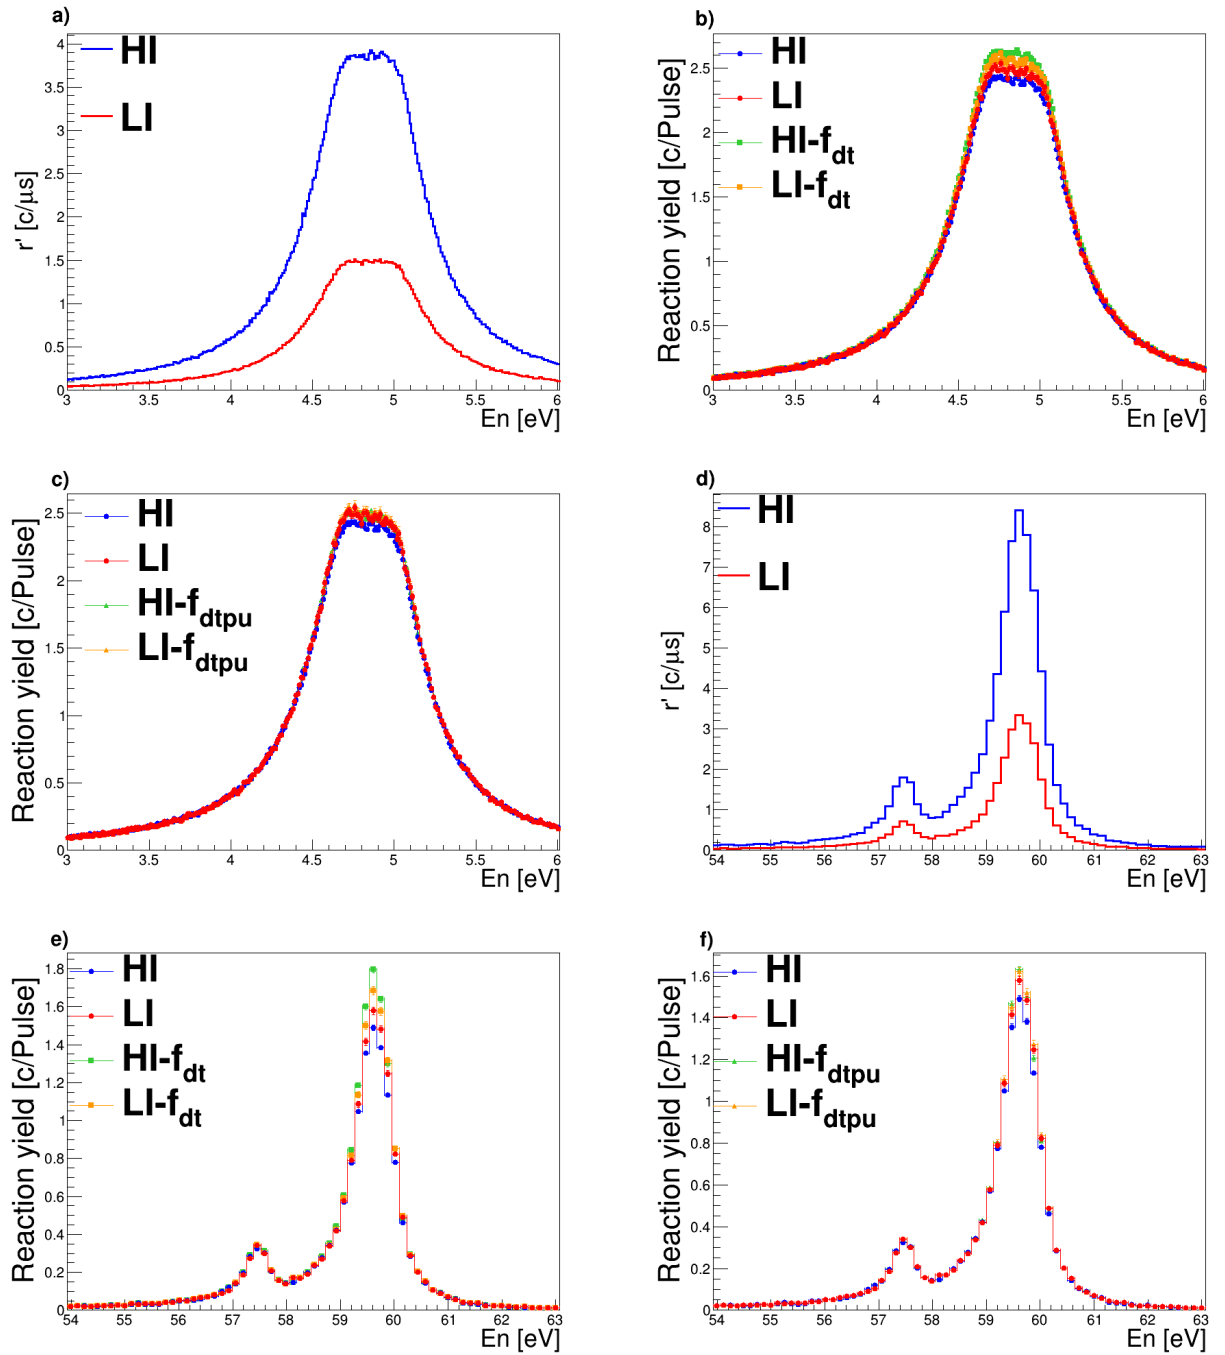 a)
HI
LI
r' [c/μs]
4
3.5
3
2.5
2
1.5
1
0.5
0
3 3.5 4 4.5 5 5.5 6
En [eV]
b)
HI
LI
HI-fdt
LI-fdt
Reaction yield [c/Pulse]
2.5
2
1.5
1
0.5
0
3 3.5 4 4.5 5 5.5 6
En [eV]
c)
HI
LI
HI-fdtpu
LI-fdtpu
Reaction yield [c/Pulse]
2.5
2
1.5
1
0.5
0
3 3.5 4 4.5 5 5.5 6
En [eV]
d)
HI
LI
r' [c/μs]
8
7
6
5
4
3
2
1
0
54 55 56 57 58 59 60 61 62 63
En [eV]
e)
HI
LI
HI-fdt
LI-fdt
Reaction yield [c/Pulse]
1.8
1.6
1.4
1.2
1
0.8
0.6
0.4
0.2
0
54 55 56 57 58 59 60 61 62 63
En [eV]
f)
HI
LI
HI-fdtpu
LI-fdtpu
Reaction yield [c/Pulse]
1.6
1.4
1.2
1
0.8
0.6
0.4
0.2
0
54 55 56 57 58 59 60 61 62 63
En [eV]